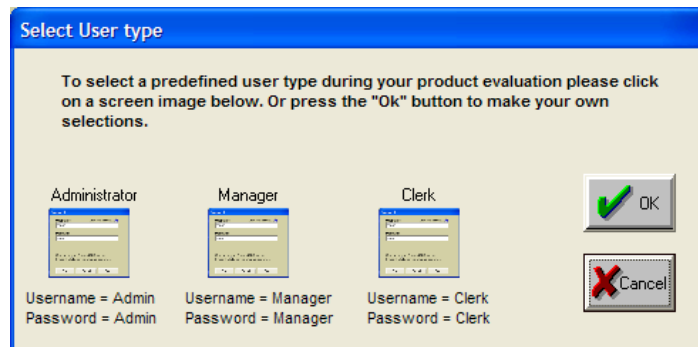 Select User type
To select a predefined user type during your product evaluation please click
on a screen image below. Or press the "Ok" button to make your own
selections.
Administrator Manager Clerk
OK
Cancel
Username = Admin Username = Manager Username = Clerk
Password = Admin Password = Manager Password = Clerk